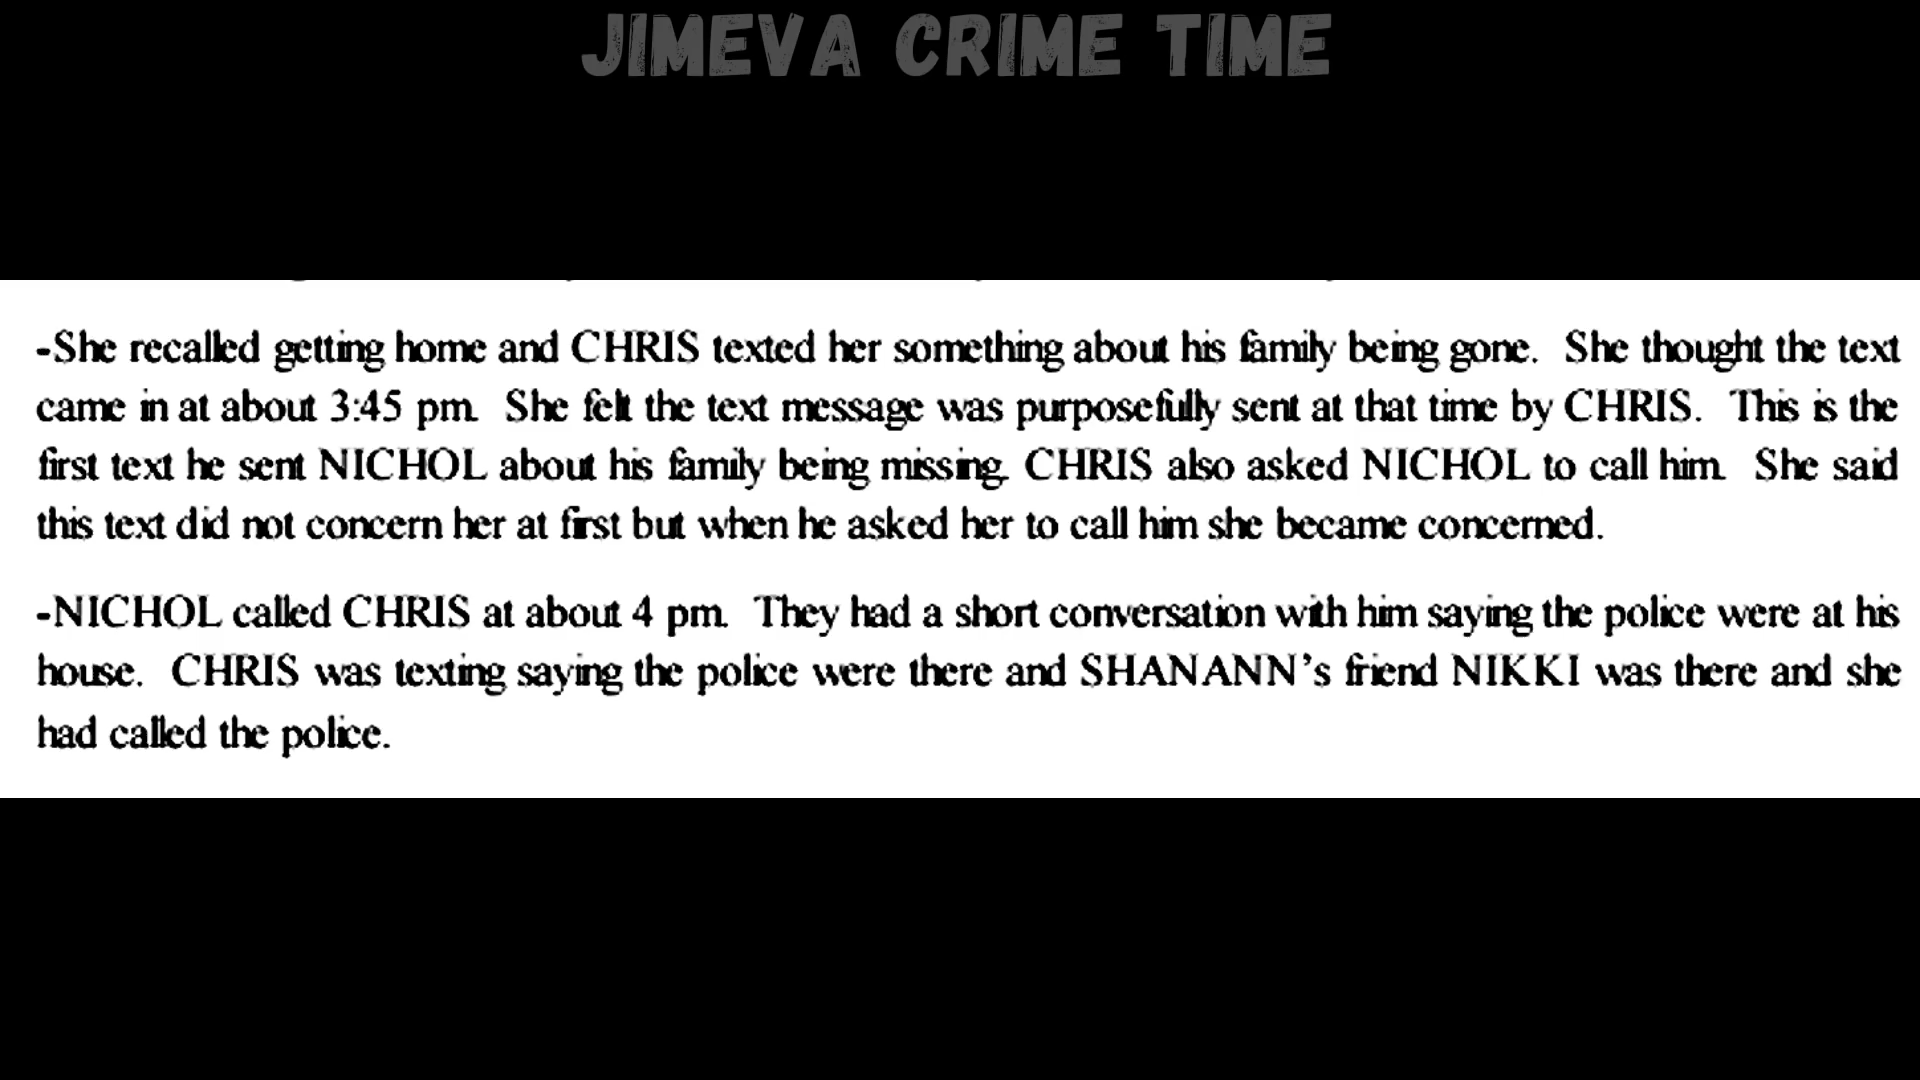 JIMEVA CRIME TIME
-She recalled getting home and CHRIS texted her something about his family being gone. She thought the text
came in at about 3:45 pm. She felt the text message was purposefully sent at that time by CHRIS. This is the
first text he sent NICHOL about his family being missing. CHRIS also asked NICHOL to call him. She said
this text did not concern her at first but when he asked her to call him she became concerned.
-NICHOL called CHRIS at about 4 pm. They had a short conversation with him saying the police were at his
house. CHRIS was texting saying the police were there and SHANANN's friend NIKKI was there and she
had called the police.